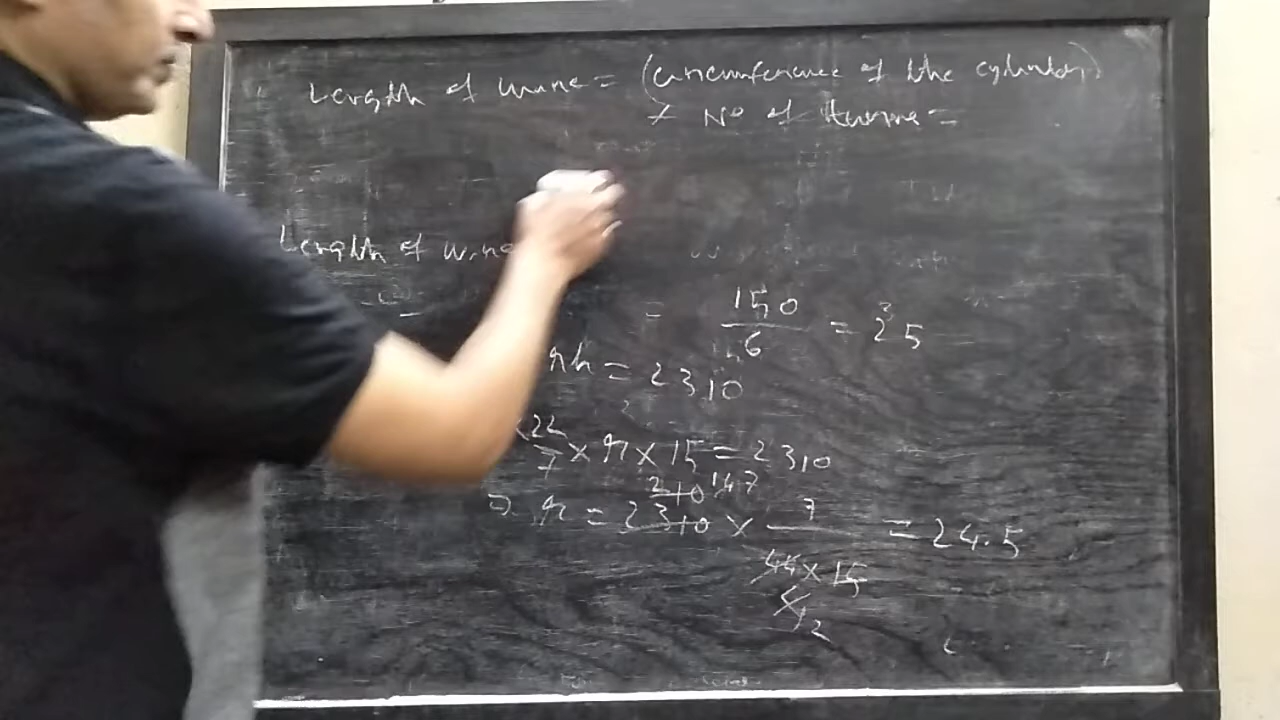 Length of wire = (circumference of the cylinder)
× No of turns =
Length of wire
= 150/6 = 25
rh = 2310
×22/7 × r × 15 = 2310
⇒ r = 2310 × 7/44×15 = 24.5